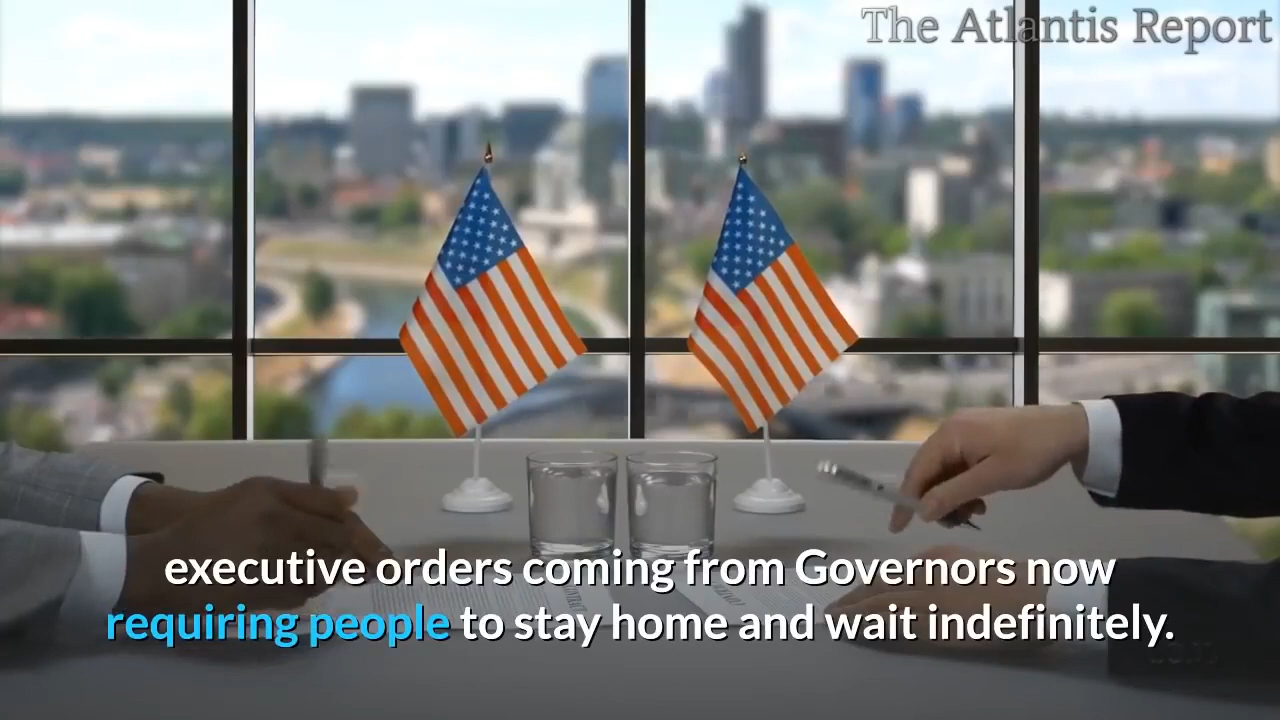 The Atlantis Report
executive orders coming from Governors now
requiring people to stay home and wait indefinitely.